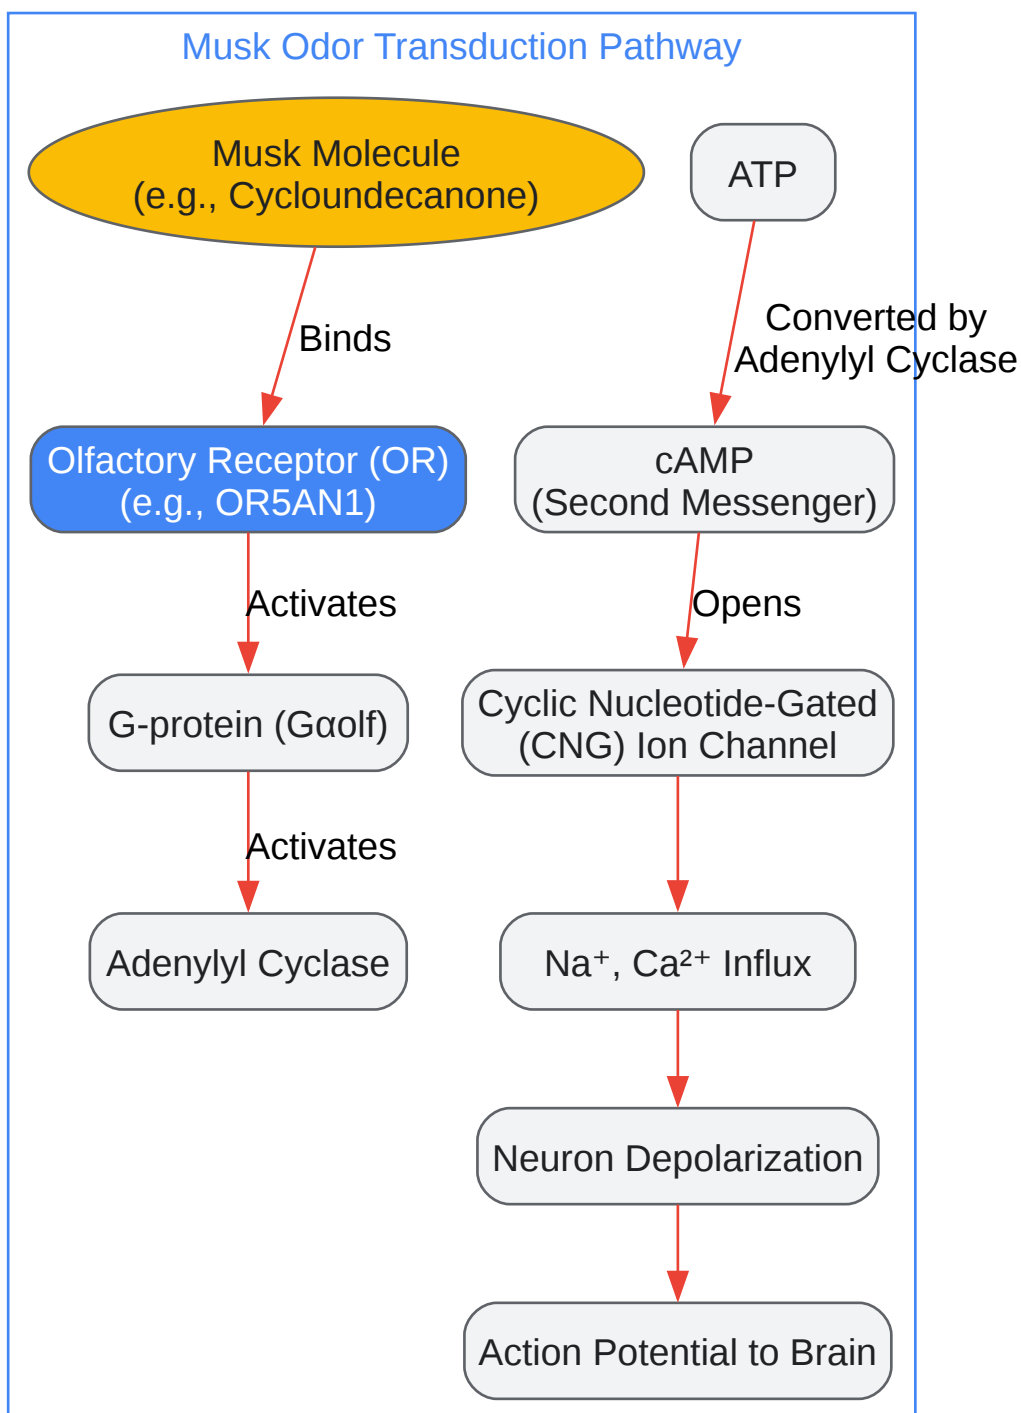 Musk Odor Transduction Pathway
Musk Molecule
(e.g., Cycloundecanone)
Binds
Olfactory Receptor (OR)
(e.g., OR5AN1)
Activates
G-protein (Gαolf)
Activates
Adenylyl Cyclase
ATP
Converted by
Adenylyl Cyclase
cAMP
(Second Messenger)
Opens
Cyclic Nucleotide-Gated
(CNG) Ion Channel
Na⁺, Ca²⁺ Influx
Neuron Depolarization
Action Potential to Brain